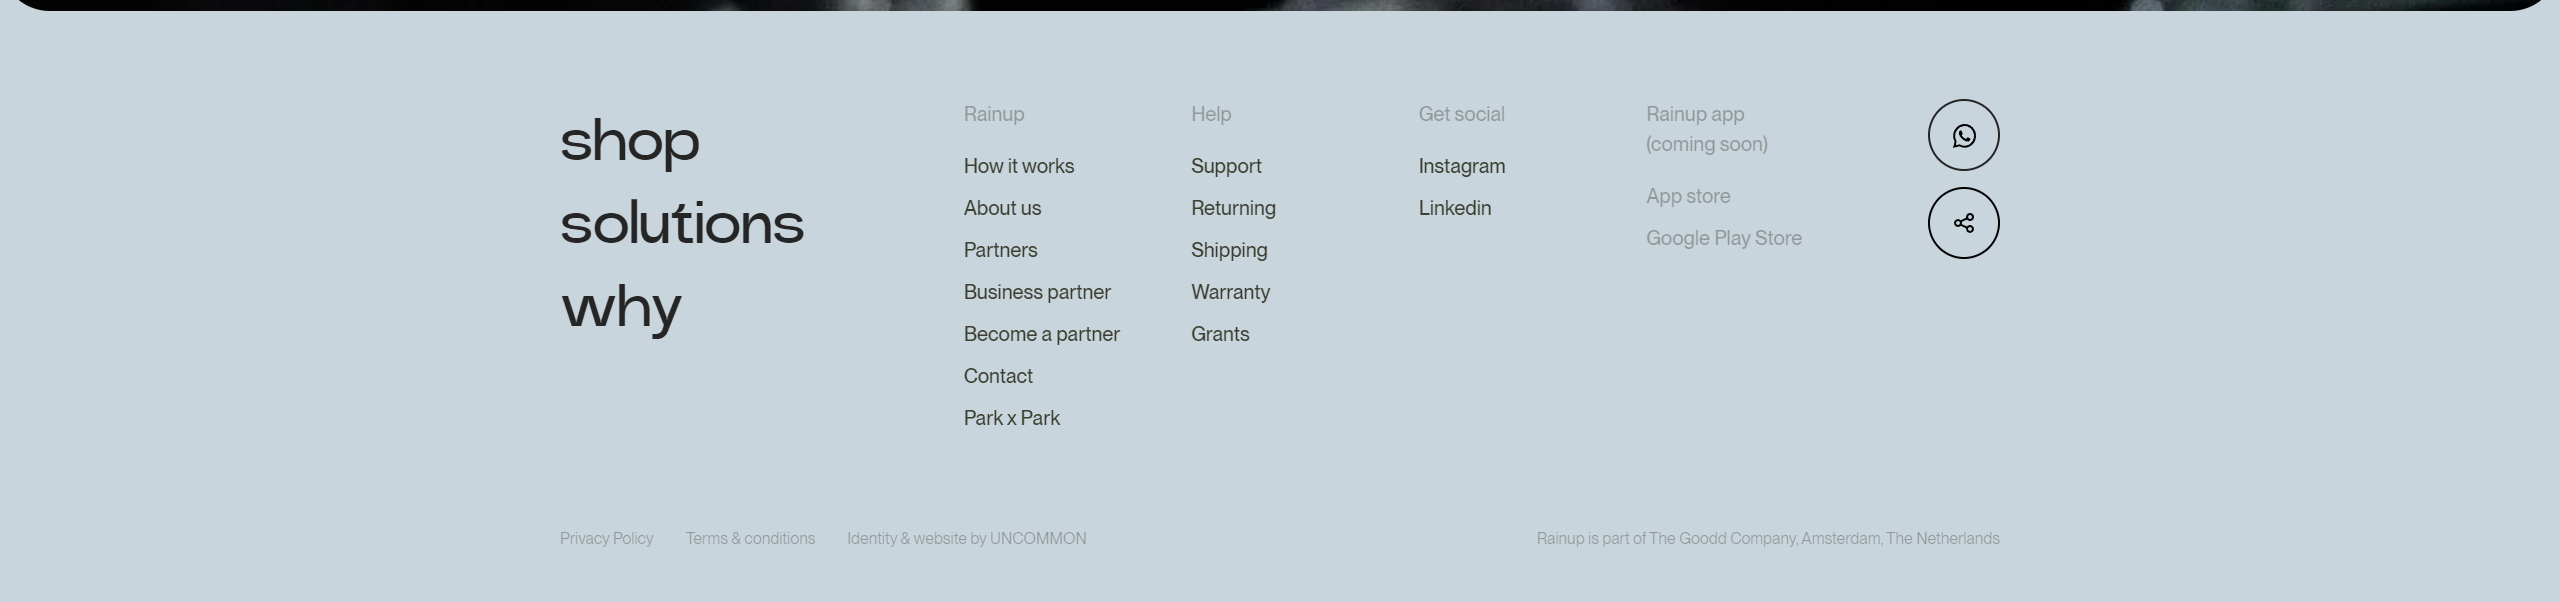 shop
solutions
why
Rainup
How it works
About us
Partners
Business partner
Become a partner
Contact
Park x Park
Help
Support
Returning
Shipping
Warranty
Grants
Get social
Instagram
Linkedin
Rainup app
(coming soon)
App store
Google Play Store
Privacy Policy
Terms & conditions
Identity & website by UNCOMMON
Rainup is part of The Goodd Company, Amsterdam, The Netherlands